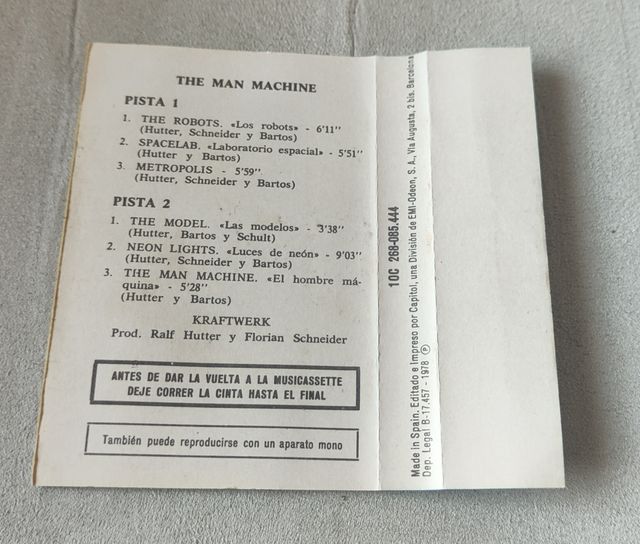 THE MAN MACHINE
PISTA 1
1. THE ROBOTS. «Los robots» - 6'11"
(Hutter, Schneider y Bartos)
2. SPACELAB. «Laboratorio espacial» - 5'51"
(Hutter y Bartos)
3. METROPOLIS - 5'59"
(Hutter, Schneider y Bartos)
PISTA 2
1. THE MODEL. «Las modelos» - 3'38"
(Hutter, Bartos y Schult)
2. NEON LIGHTS. «Luces de neón» - 9'03"
(Hutter, Schneider y Bartos)
3. THE MAN MACHINE. «El hombre má-
quina» - 5'28"
(Hutter y Bartos)
KRAFTWERK
Prod. Ralf Hutter y Florian Schneider
ANTES DE DAR LA VUELTA A LA MUSICASSETTE
DEJE CORRER LA CINTA HASTA EL FINAL
También puede reproducirse con un aparato mono
10C 268-085.444
Made in Spain. Editado e Impreso por Capitol, una División de EMI-Odeon, S. A., Vía Augusta, 2 bis. Barcelona
Dep. Legal B-17.457 - 1978 ℗